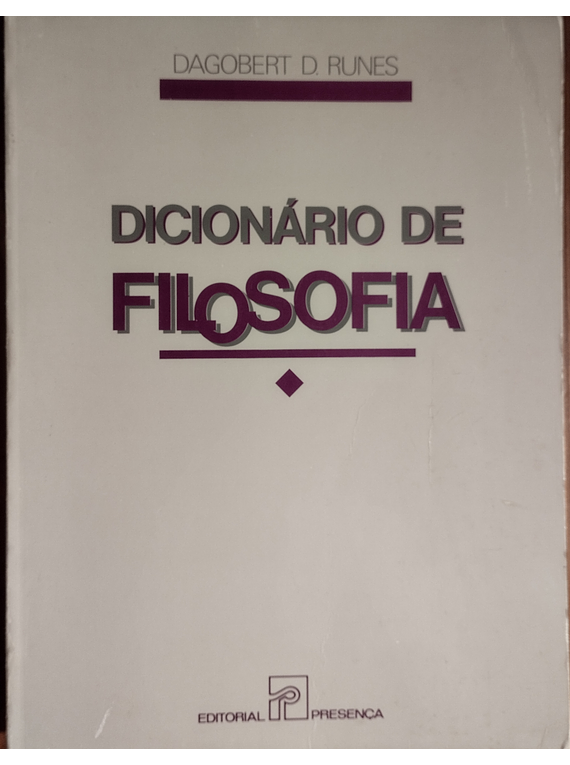 DAGOBERT D. RUNES
DICIONÁRIO DE
FILOSOFIA
EDITORIAL PRESENÇA